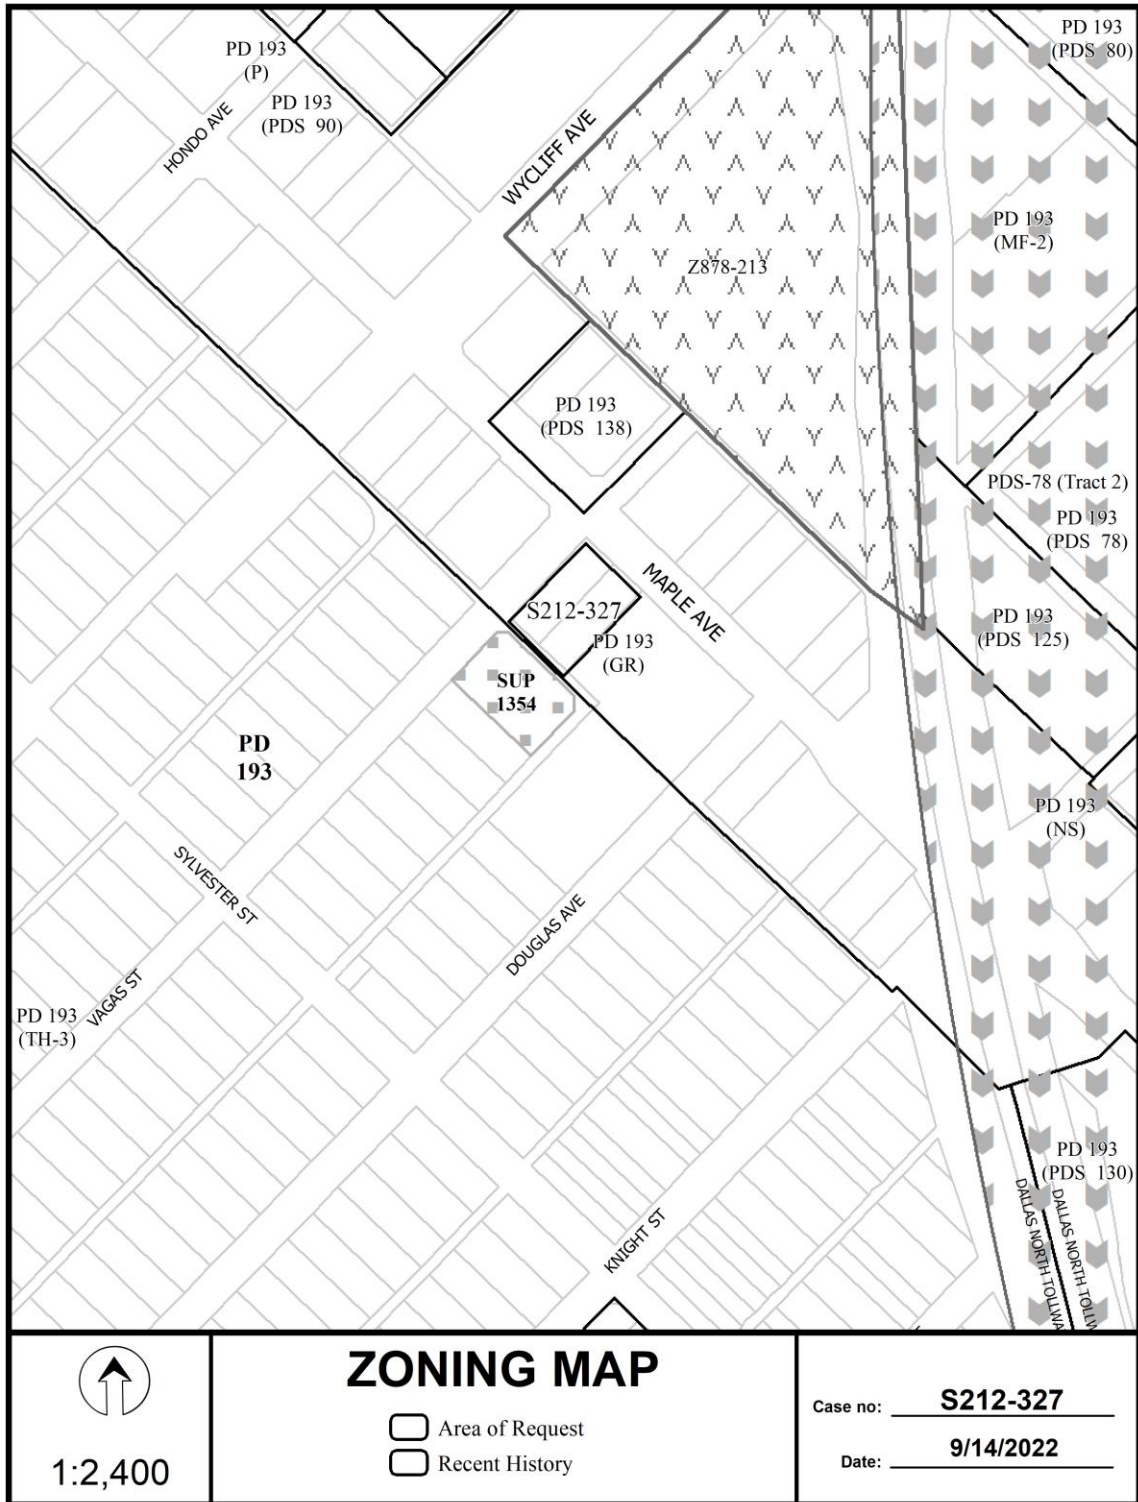 PD 193
(P)
PD 193
(PDS 90)
PD 193
(PDS 80)
HONDO AVE
WYCLIFF AVE
PD 193
(MF-2)
Z878-213
PD 193
(PDS 138)
PDS-78 (Tract 2)
PD 193
(PDS 78)
MAPLE AVE
S212-327
PD 193
(GR)
PD 193
(PDS 125)
SUP
1354
PD
193
PD 193
(NS)
SYLVESTER ST
DOUGLAS AVE
VAGAS ST
PD 193
(TH-3)
PD 193
(PDS 130)
KNIGHT ST
DALLAS NORTH TOLLWA
DALLAS NORTH TOLLW
1:2,400
ZONING MAP
Area of Request
Recent History
Case no: S212-327
Date: 9/14/2022